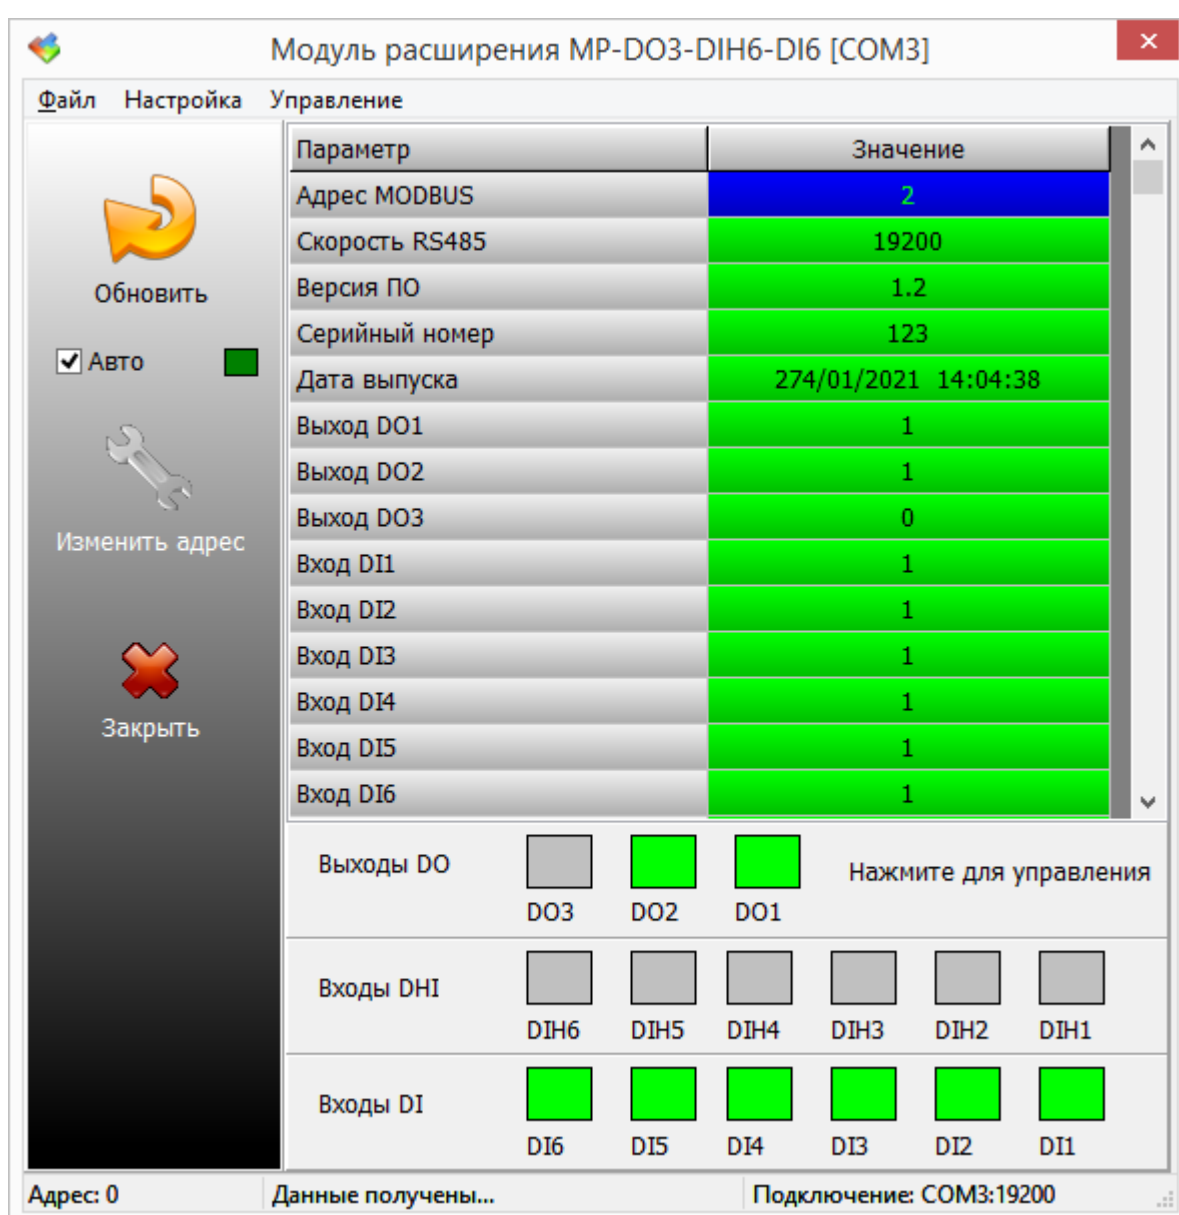 Модуль расширения MP-DO3-DIH6-DI6 [COM3]
Файл Настройка Управление
Параметр Значение
Адрес MODBUS 2
Скорость RS485 19200
Версия ПО 1.2
Серийный номер 123
Дата выпуска 274/01/2021 14:04:38
Выход DO1 1
Выход DO2 1
Выход DO3 0
Вход DI1 1
Вход DI2 1
Вход DI3 1
Вход DI4 1
Вход DI5 1
Вход DI6 1
Обновить
Авто
Изменить адрес
Закрыть
Выходы DO
Нажмите для управления
DO3 DO2 DO1
Входы DHI
DIH6 DIH5 DIH4 DIH3 DIH2 DIH1
Входы DI
DI6 DI5 DI4 DI3 DI2 DI1
Адрес: 0 Данные получены... Подключение: COM3:19200